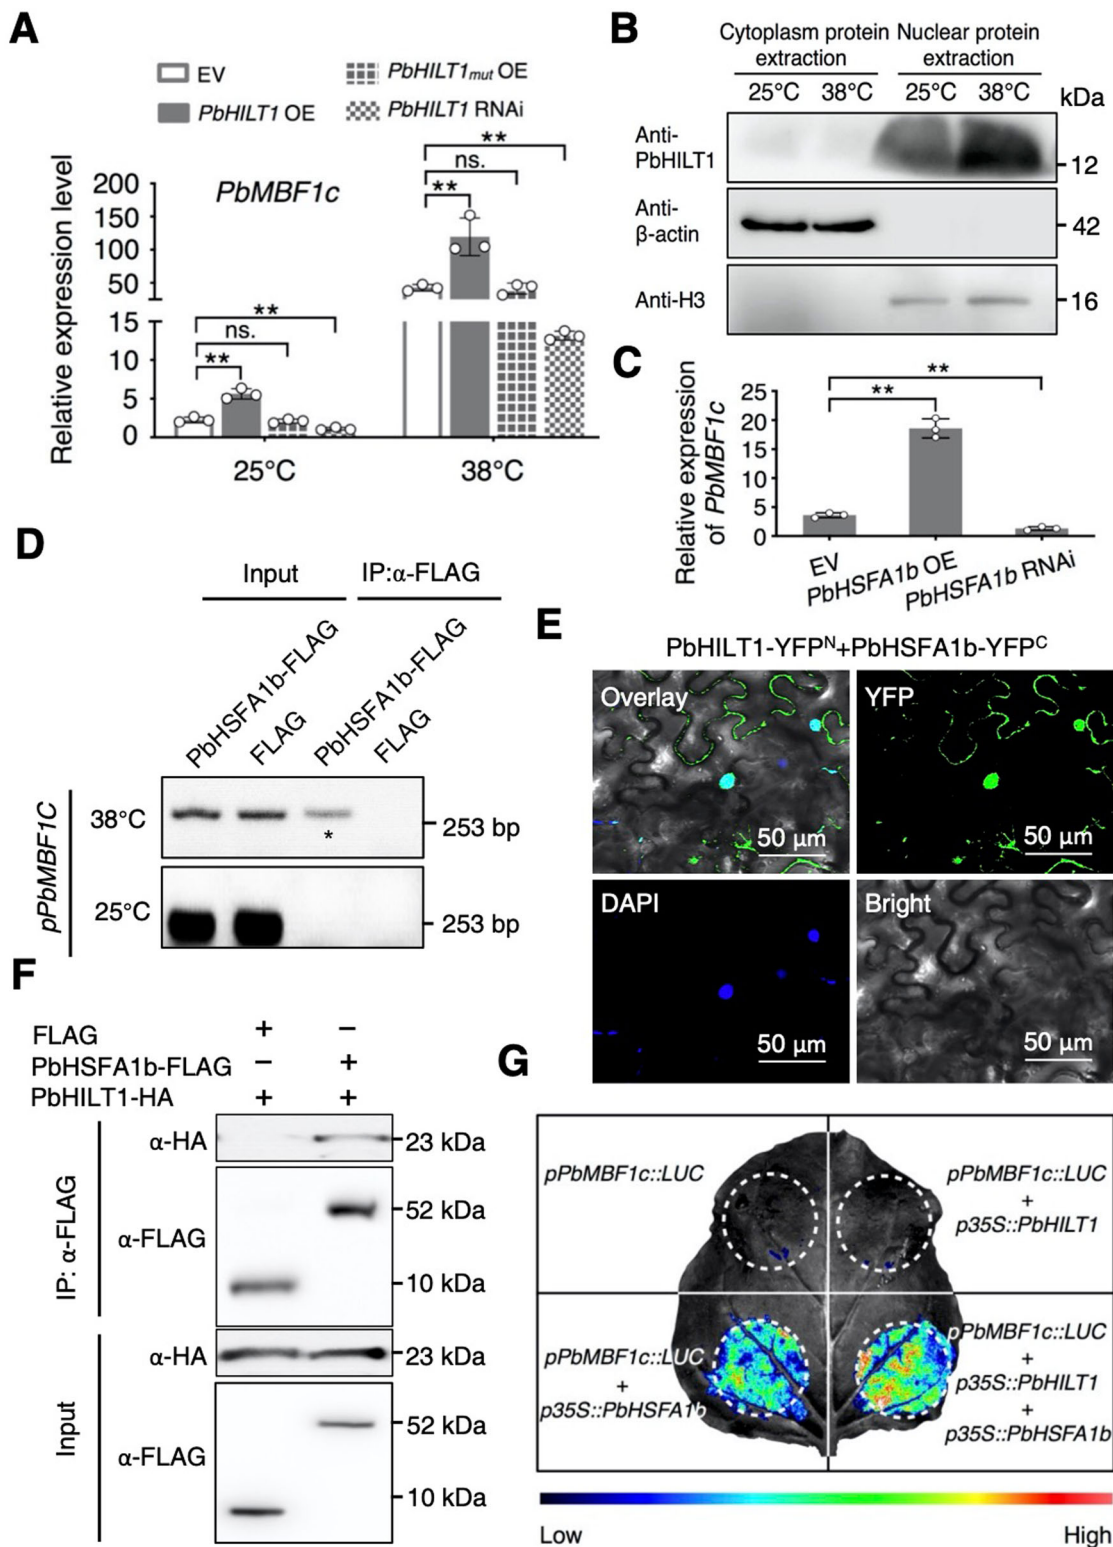 A
EV
PbHILT1 OE
PbHILT1mut OE
PbHILT1 RNAi
Relative expression level
PbMBF1c
200
150
100
50
15
10
5
0
**
ns.
**
**
ns.
**
25°C
38°C
B
Cytoplasm protein extraction
Nuclear protein extraction
25°C 38°C 25°C 38°C
kDa
Anti-
PbHILT1
12
Anti-
β-actin
42
Anti-H3
16
C
Relative expression
of PbMBF1c
25
20
15
10
5
0
**
**
EV
PbHSFA1b OE
PbHSFA1b RNAi
D
Input
IP:α-FLAG
PbHSFA1b-FLAG
FLAG
PbHSFA1b-FLAG
FLAG
pPbMBF1C
38°C
*
253 bp
25°C
253 bp
E
PbHILT1-YFPᴺ+PbHSFA1b-YFPᶜ
Overlay
50 μm
YFP
50 μm
DAPI
50 μm
Bright
50 μm
F
FLAG + −
PbHSFA1b-FLAG − +
PbHILT1-HA + +
IP: α-FLAG
α-HA
23 kDa
α-FLAG
52 kDa
10 kDa
Input
α-HA
23 kDa
α-FLAG
52 kDa
10 kDa
G
pPbMBF1c::LUC
pPbMBF1c::LUC
+
p35S::PbHILT1
pPbMBF1c::LUC
+
p35S::PbHSFA1b
pPbMBF1c::LUC
+
p35S::PbHILT1
+
p35S::PbHSFA1b
Low
High